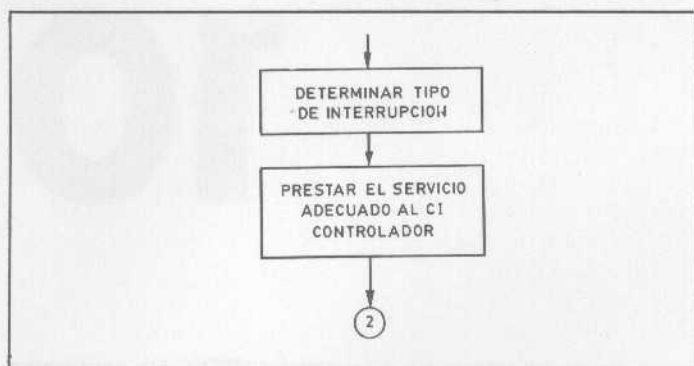 DETERMINAR TIPO
DE INTERRUPCION
PRESTAR EL SERVICIO
ADECUADO AL CI
CONTROLADOR
2